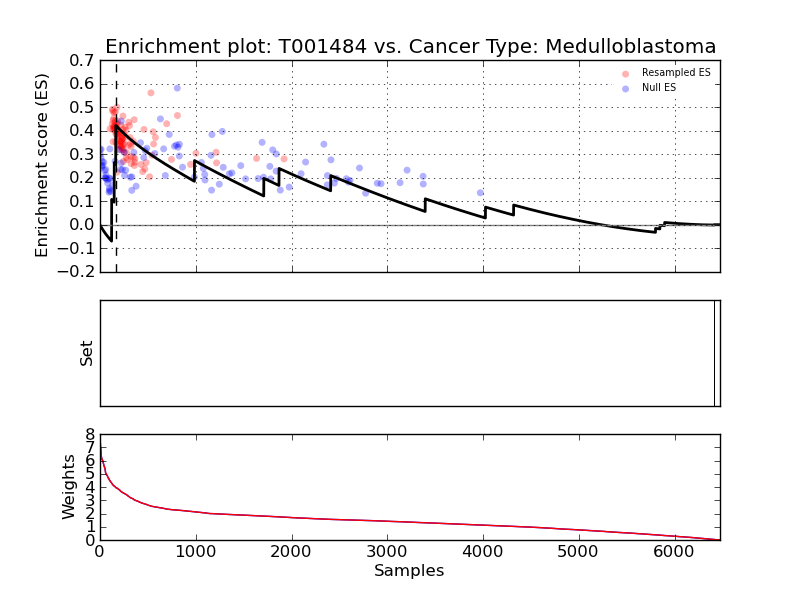 Enrichment plot: T001484 vs. Cancer Type: Medulloblastoma
0.7
0.6
0.5
0.4
0.3
0.2
0.1
0.0
−0.1
−0.2
Enrichment score (ES)
Resampled ES
Null ES
Set
8
7
6
5
4
3
2
1
0
Weights
0 1000 2000 3000 4000 5000 6000
Samples